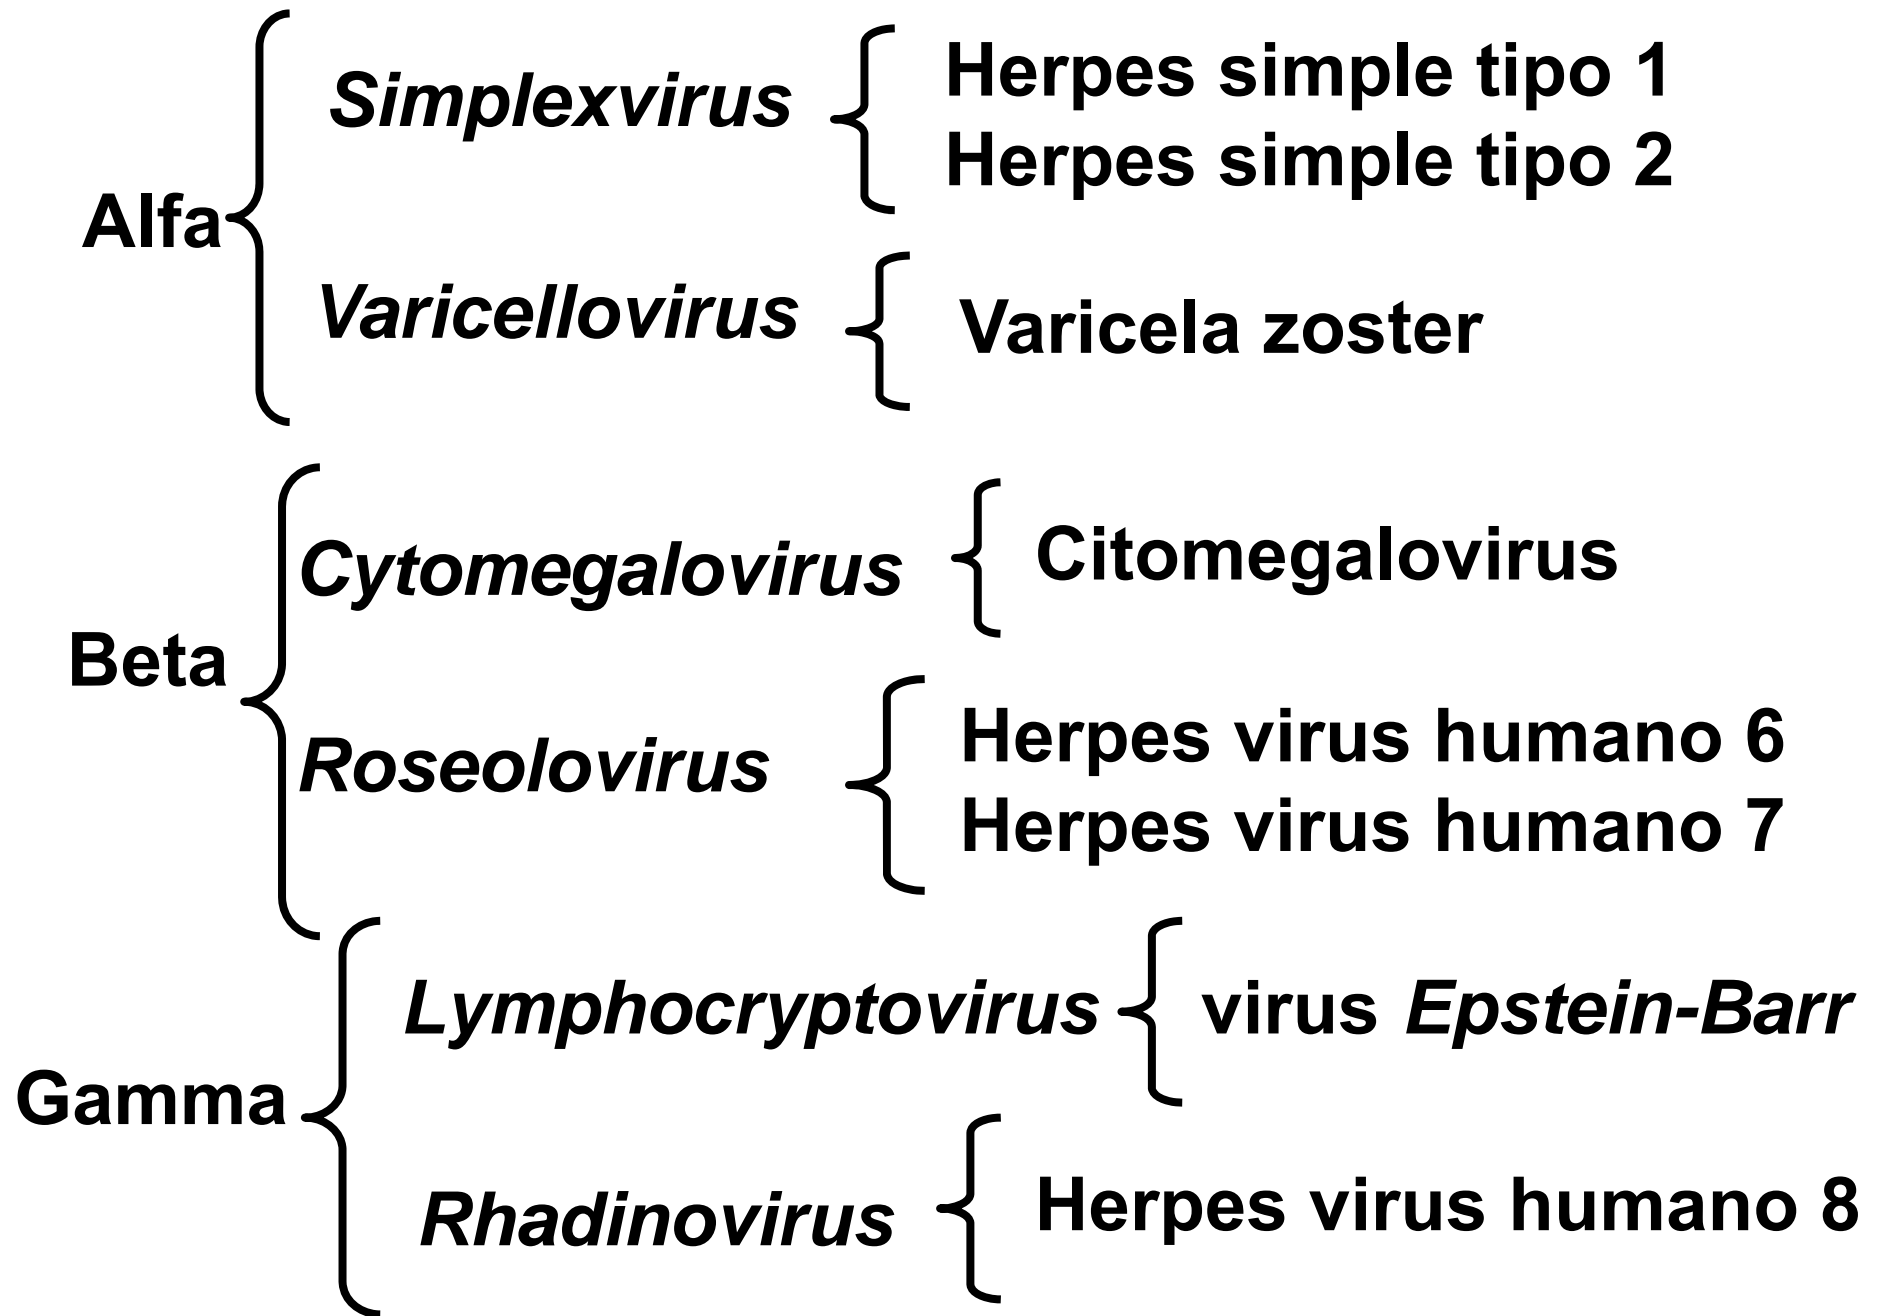 Alfa
Simplexvirus
Herpes simple tipo 1
Herpes simple tipo 2
Varicellovirus
Varicela zoster
Beta
Cytomegalovirus
Citomegalovirus
Roseolovirus
Herpes virus humano 6
Herpes virus humano 7
Gamma
Lymphocryptovirus
virus Epstein-Barr
Rhadinovirus
Herpes virus humano 8